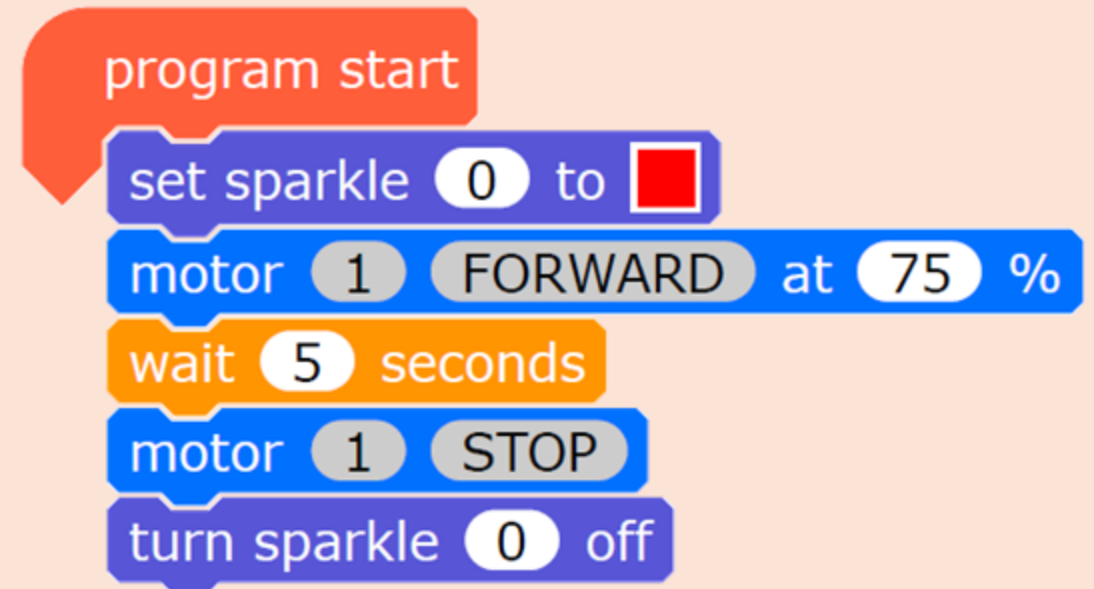 program start
set sparkle 0 to
motor 1 FORWARD at 75 %
wait 5 seconds
motor 1 STOP
turn sparkle 0 off